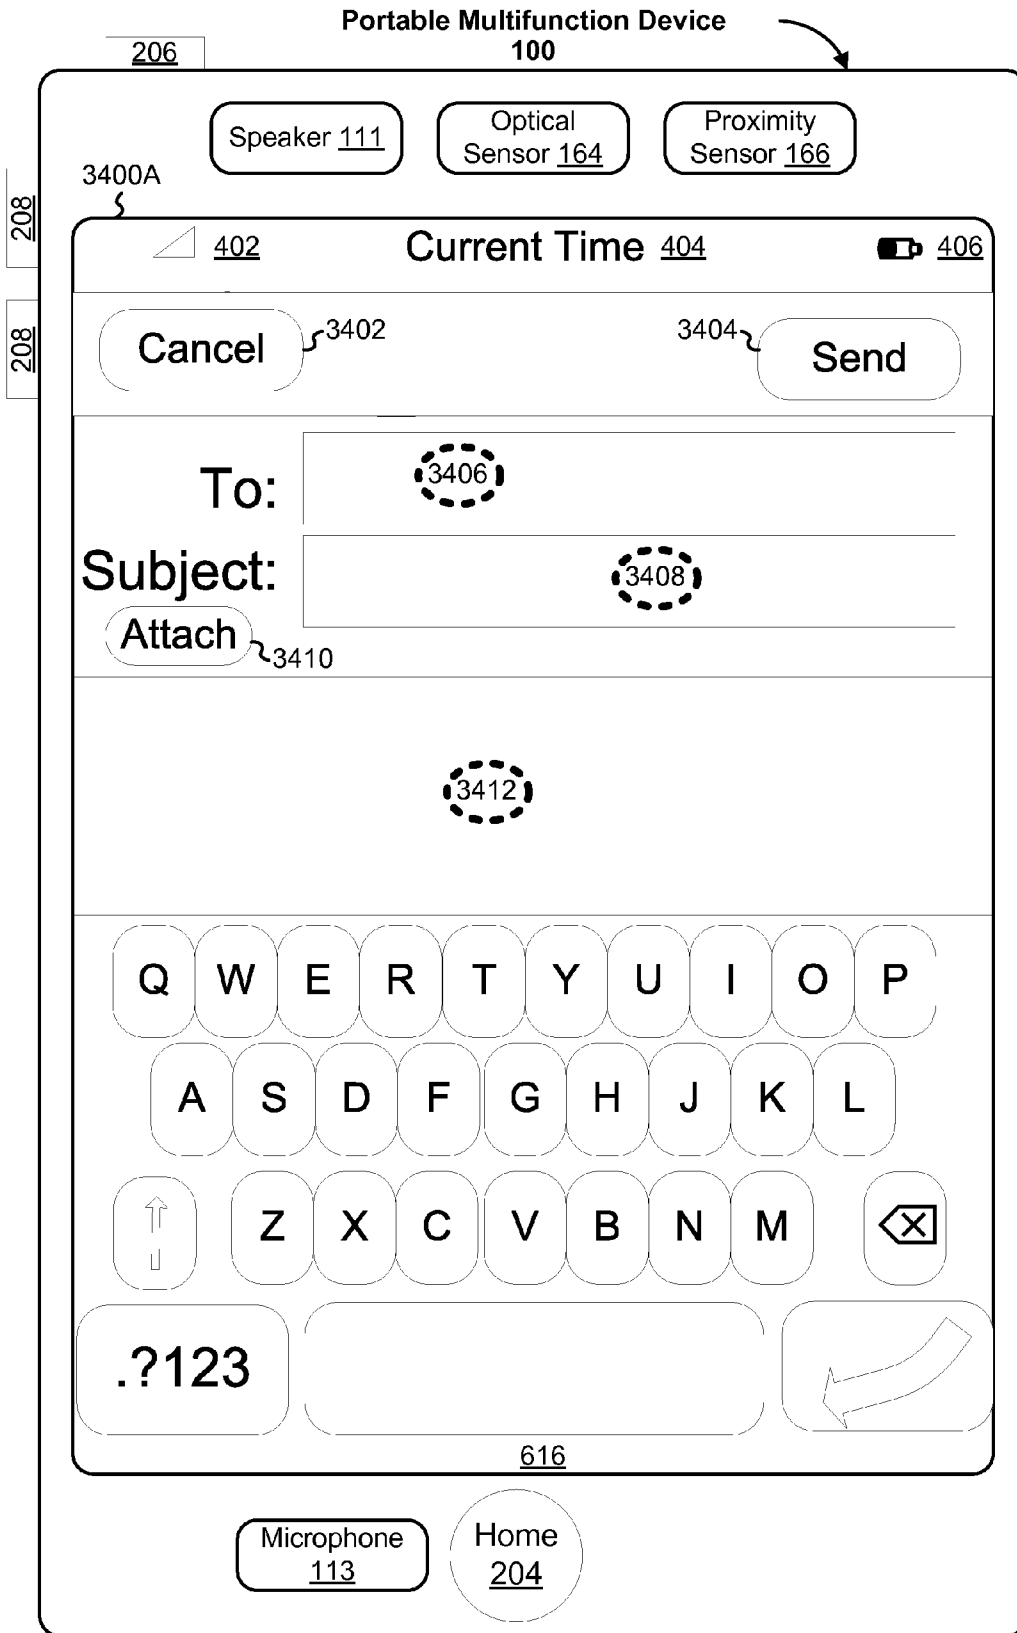 Portable Multifunction Device
100
206
Speaker 111
Optical
Sensor 164
Proximity
Sensor 166
3400A
208
402
Current Time 404
406
208
Cancel
3402
3404
Send
To:
3406
Subject:
3408
Attach
3410
3412
Q W E R T Y U I O P
A S D F G H J K L
Z X C V B N M
.?123
616
Microphone
113
Home
204